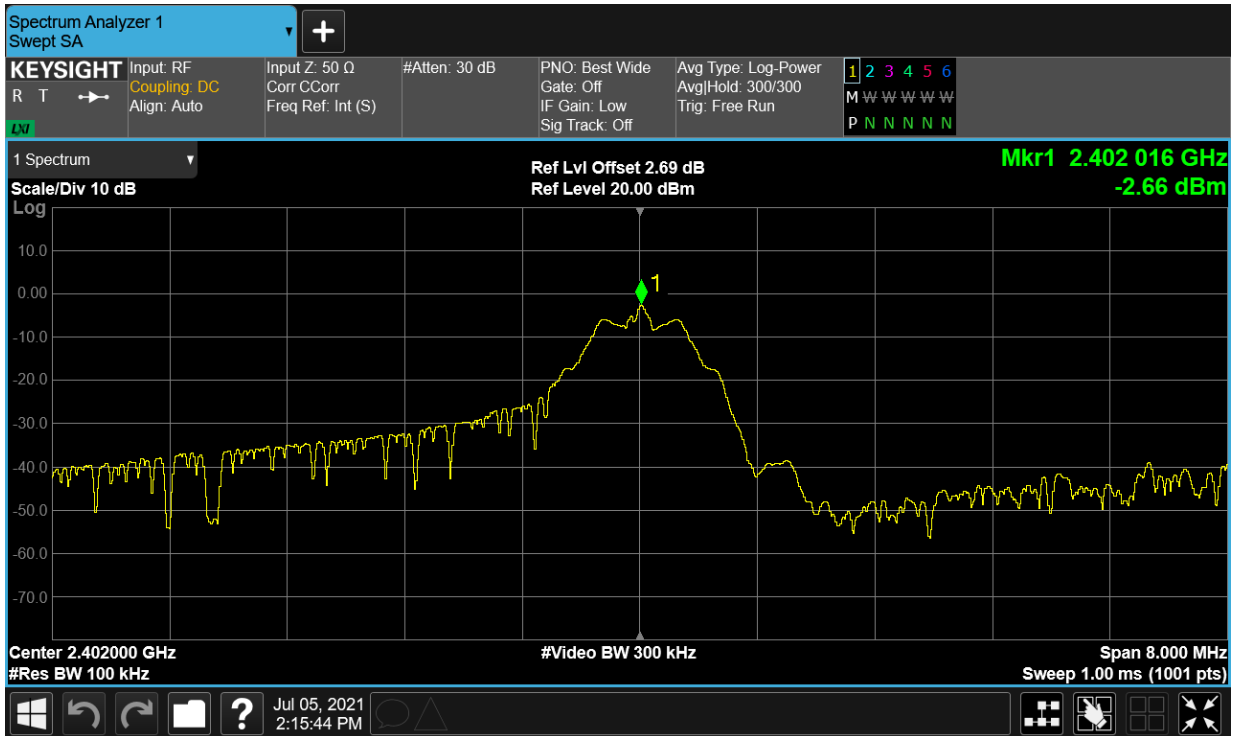 Spectrum Analyzer 1
Swept SA
+
KEYSIGHT
R T
LXI
Input: RF
Coupling: DC
Align: Auto
Input Z: 50 Ω
Corr CCorr
Freq Ref: Int (S)
#Atten: 30 dB
PNO: Best Wide
Gate: Off
IF Gain: Low
Sig Track: Off
Avg Type: Log-Power
Avg|Hold: 300/300
Trig: Free Run
1 2 3 4 5 6
M W W W W W
P N N N N N
1 Spectrum
Scale/Div 10 dB
Log
Ref Lvl Offset 2.69 dB
Ref Level 20.00 dBm
Mkr1 2.402 016 GHz
-2.66 dBm
1
10.0
0.00
-10.0
-20.0
-30.0
-40.0
-50.0
-60.0
-70.0
Center 2.402000 GHz
#Res BW 100 kHz
#Video BW 300 kHz
Span 8.000 MHz
Sweep 1.00 ms (1001 pts)
?
Jul 05, 2021
2:15:44 PM